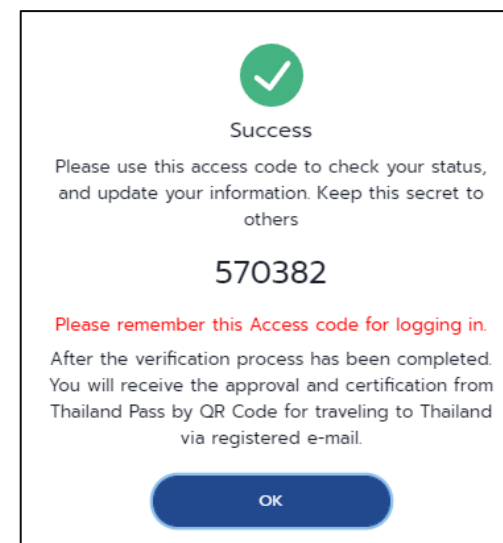 Success
Please use this access code to check your status,
and update your information. Keep this secret to
others
570382
Please remember this Access code for logging in.
After the verification process has been completed.
You will receive the approval and certification from
Thailand Pass by QR Code for traveling to Thailand
via registered e-mail.
OK